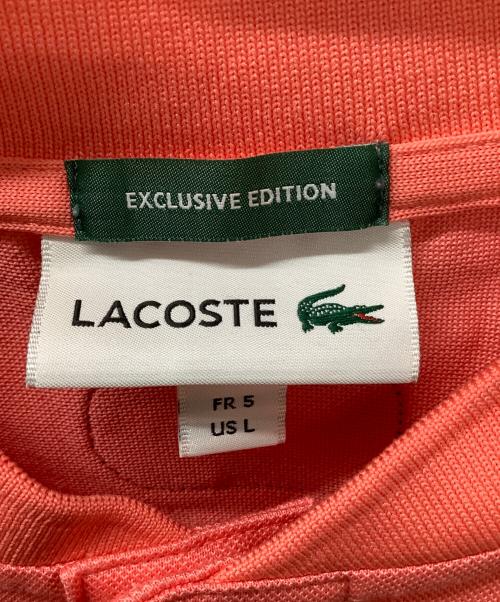 EXCLUSIVE EDITION
LACOSTE
FR 5
US L